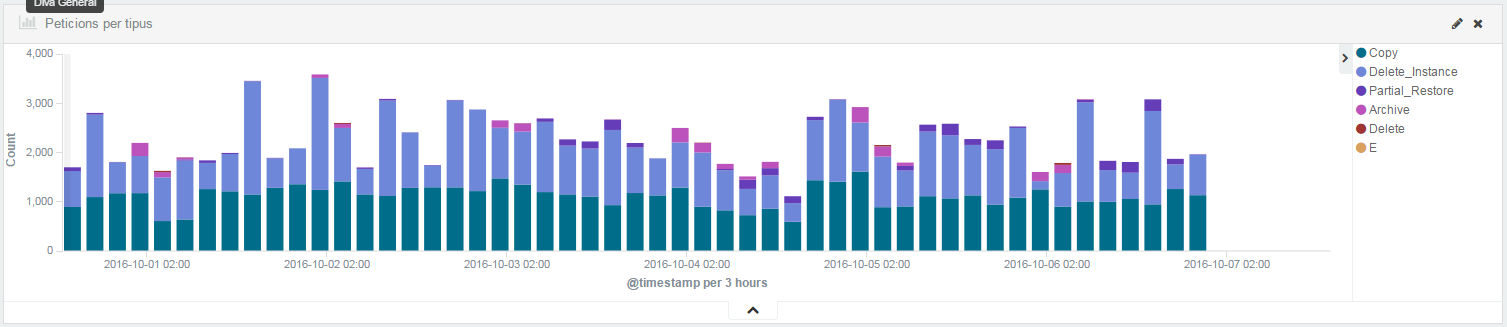 Diva General
Peticions per tipus
4,000
3,000
2,000
1,000
0
Count
2016-10-01 02:00
2016-10-02 02:00
2016-10-03 02:00
2016-10-04 02:00
2016-10-05 02:00
2016-10-06 02:00
2016-10-07 02:00
@timestamp per 3 hours
Copy
Delete_Instance
Partial_Restore
Archive
Delete
E